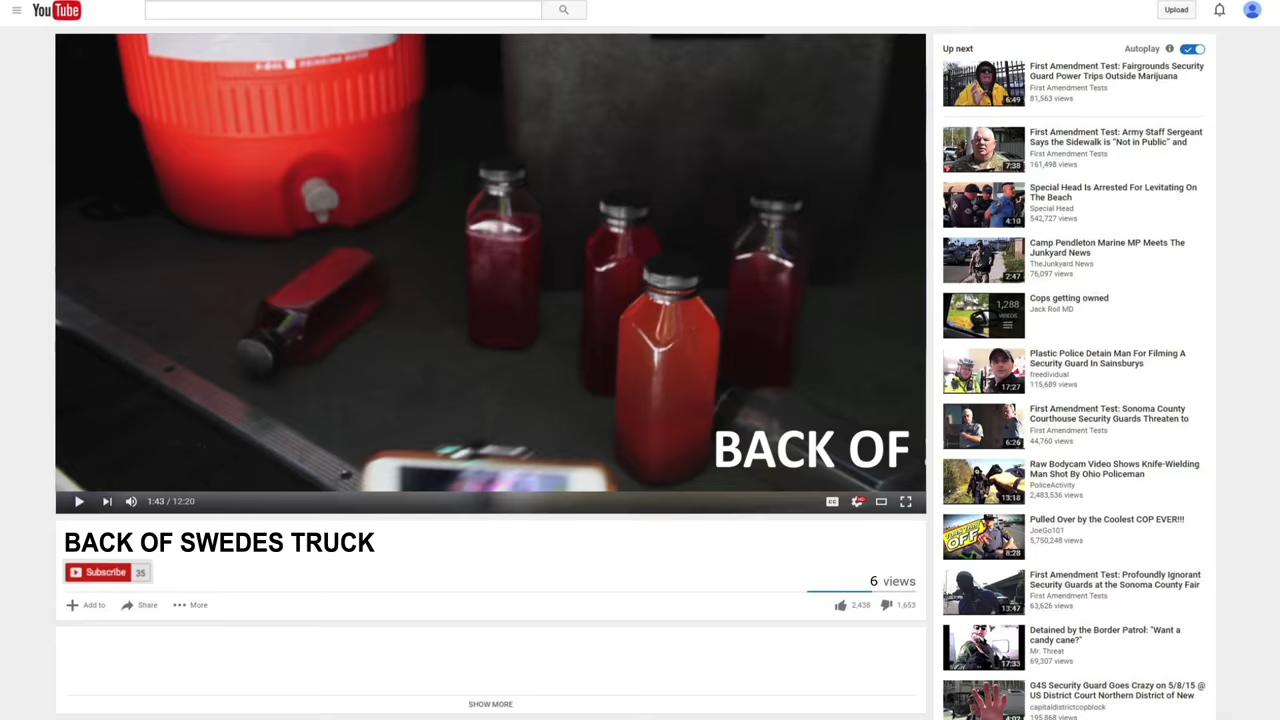 YouTube
Upload
BACK OF
1:43 / 12:20
CC
HD
BACK OF SWEDES TRUCK
Subscribe 35
6 views
Add to
Share
More
2,438
1,653
SHOW MORE
Up next
Autoplay
First Amendment Test: Fairgrounds Security
Guard Power Trips Outside Marijuana
First Amendment Tests
81,563 views
6:49
First Amendment Test: Army Staff Sergeant
Says the Sidewalk is "Not in Public" and
First Amendment Tests
161,498 views
7:38
Special Head Is Arrested For Levitating On
The Beach
Special Head
542,727 views
4:10
Camp Pendleton Marine MP Meets The
Junkyard News
TheJunkyard News
76,097 views
2:47
Cops getting owned
Jack Roll MD
1,288
VIDEOS
Plastic Police Detain Man For Filming A
Security Guard In Sainsburys
freedividual
115,689 views
17:27
First Amendment Test: Sonoma County
Courthouse Security Guards Threaten to
First Amendment Tests
44,760 views
6:26
Raw Bodycam Video Shows Knife-Wielding
Man Shot By Ohio Policeman
PoliceActivity
2,483,536 views
13:18
Pulled Over by the Coolest COP EVER!!!
JoeGo101
5,750,248 views
8:28
OFF
First Amendment Test: Profoundly Ignorant
Security Guards at the Sonoma County Fair
First Amendment Tests
63,626 views
13:47
Detained by the Border Patrol: "Want a
candy cane?"
Mr. Threat
69,307 views
17:33
G4S Security Guard Goes Crazy on 5/8/15 @
US District Court Northern District of New
capitaldistrictcopblock
195,868 views
4:02